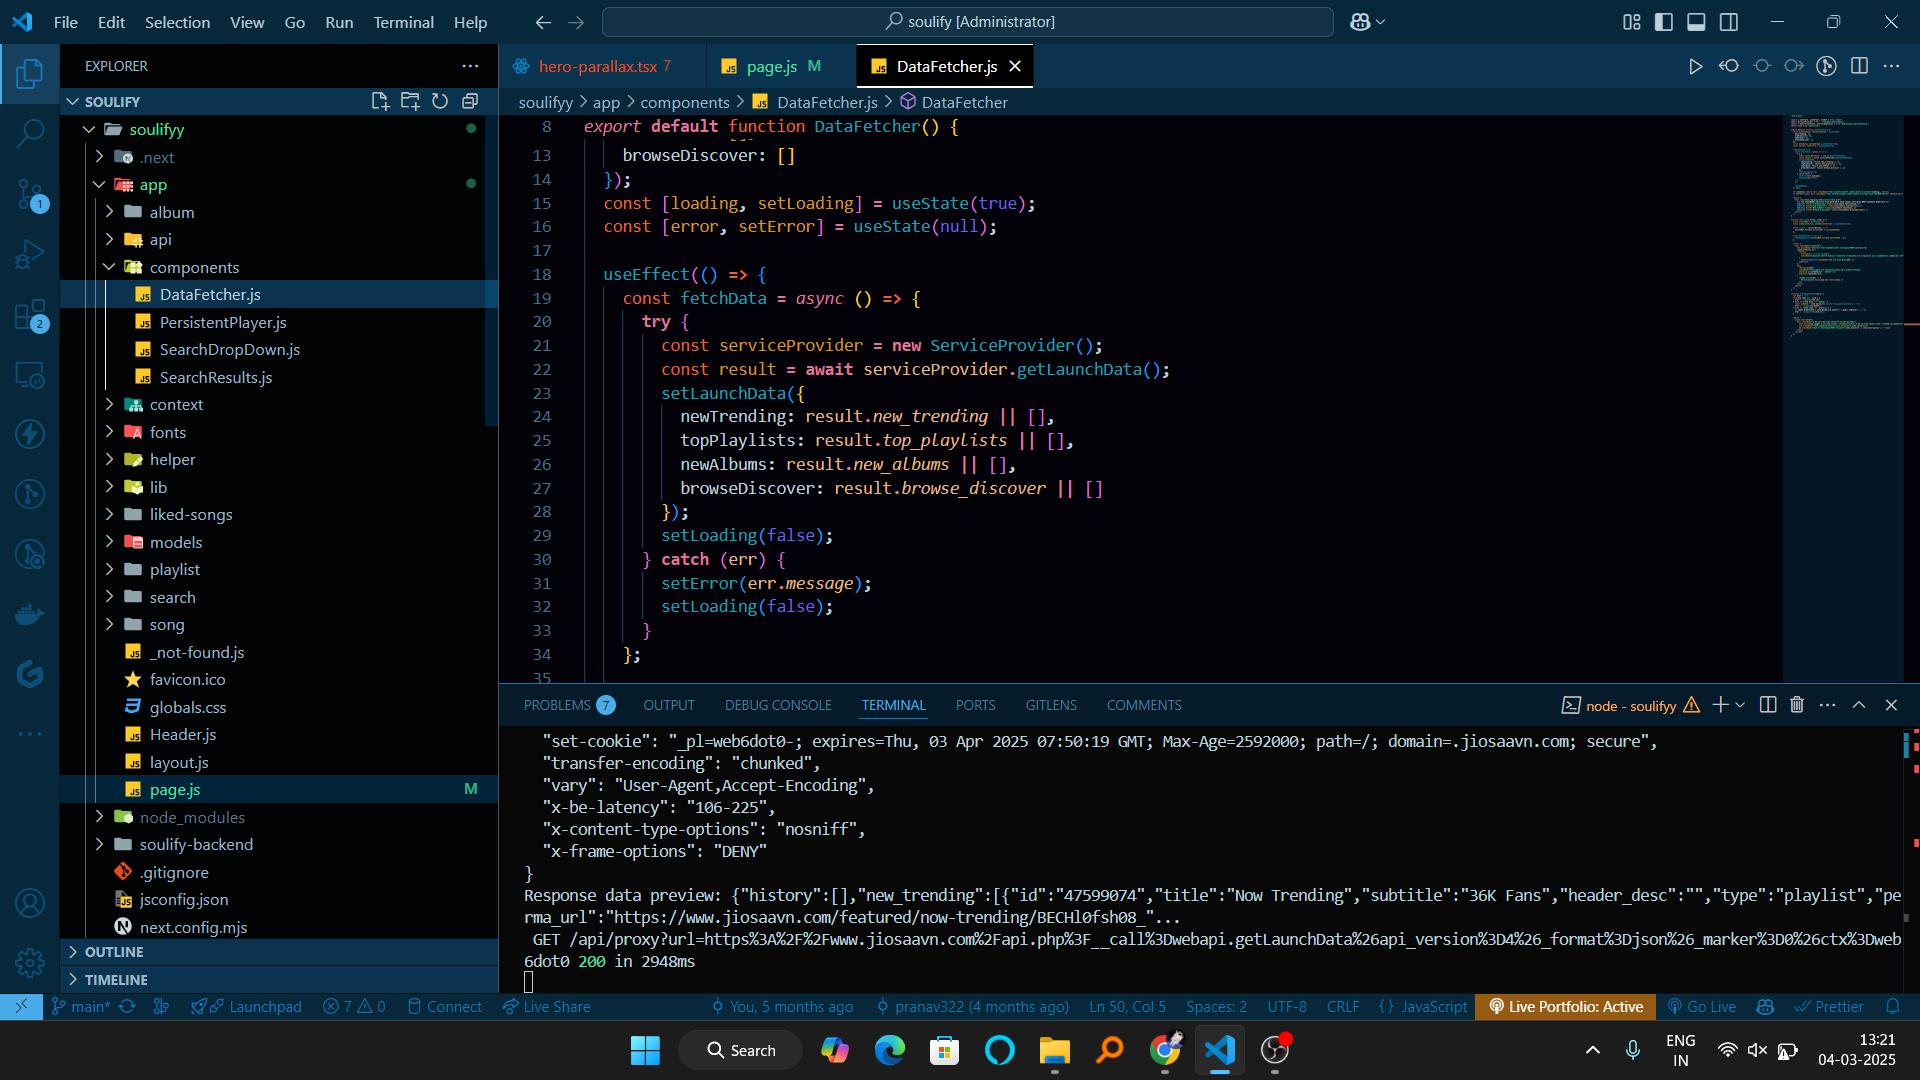 File Edit Selection View Go Run Terminal Help
soulify [Administrator]
EXPLORER
SOULIFY
soulifyy
.next
app
album
api
components
DataFetcher.js
PersistentPlayer.js
SearchDropDown.js
SearchResults.js
context
fonts
helper
lib
liked-songs
models
playlist
search
song
_not-found.js
favicon.ico
globals.css
Header.js
layout.js
page.js M
node_modules
soulify-backend
.gitignore
jsconfig.json
next.config.mjs
OUTLINE
TIMELINE
1
2
hero-parallax.tsx 7
page.js M
DataFetcher.js
soulifyy > app > components > DataFetcher.js > DataFetcher
8 export default function DataFetcher() {
13 browseDiscover: []
14 });
15 const [loading, setLoading] = useState(true);
16 const [error, setError] = useState(null);
17
18 useEffect(() => {
19 const fetchData = async () => {
20 try {
21 const serviceProvider = new ServiceProvider();
22 const result = await serviceProvider.getLaunchData();
23 setLaunchData({
24 newTrending: result.new_trending || [],
25 topPlaylists: result.top_playlists || [],
26 newAlbums: result.new_albums || [],
27 browseDiscover: result.browse_discover || []
28 });
29 setLoading(false);
30 } catch (err) {
31 setError(err.message);
32 setLoading(false);
33 }
34 };
35
PROBLEMS 7 OUTPUT DEBUG CONSOLE TERMINAL PORTS GITLENS COMMENTS
node - soulifyy
"set-cookie": "_pl=web6dot0-; expires=Thu, 03 Apr 2025 07:50:19 GMT; Max-Age=2592000; path=/; domain=.jiosaavn.com; secure",
"transfer-encoding": "chunked",
"vary": "User-Agent,Accept-Encoding",
"x-be-latency": "106-225",
"x-content-type-options": "nosniff",
"x-frame-options": "DENY"
}
Response data preview: {"history":[],"new_trending":[{"id":"47599074","title":"Now Trending","subtitle":"36K Fans","header_desc":"","type":"playlist","pe
rma_url":"https://www.jiosaavn.com/featured/now-trending/BECHl0fsh08_"...
GET /api/proxy?url=https%3A%2F%2Fwww.jiosaavn.com%2Fapi.php%3F__call%3Dwebapi.getLaunchData%26api_version%3D4%26_format%3Djson%26_marker%3D0%26ctx%3Dweb
6dot0 200 in 2948ms
main* Launchpad 7 0 Connect Live Share You, 5 months ago pranav322 (4 months ago) Ln 50, Col 5 Spaces: 2 UTF-8 CRLF {} JavaScript Live Portfolio: Active Go Live Prettier
Search
ENG
IN
13:21
04-03-2025